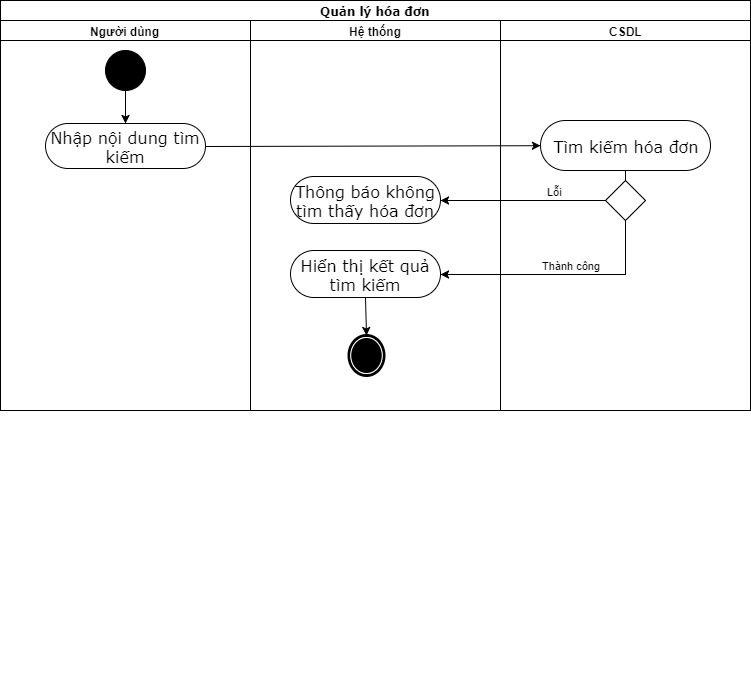 Quản lý hóa đơn
Người dùng
Hệ thống
CSDL
Nhập nội dung tìm
kiếm
Tìm kiếm hóa đơn
Thông báo không
tìm thấy hóa đơn
Lỗi
Hiển thị kết quả
tìm kiếm
Thành công